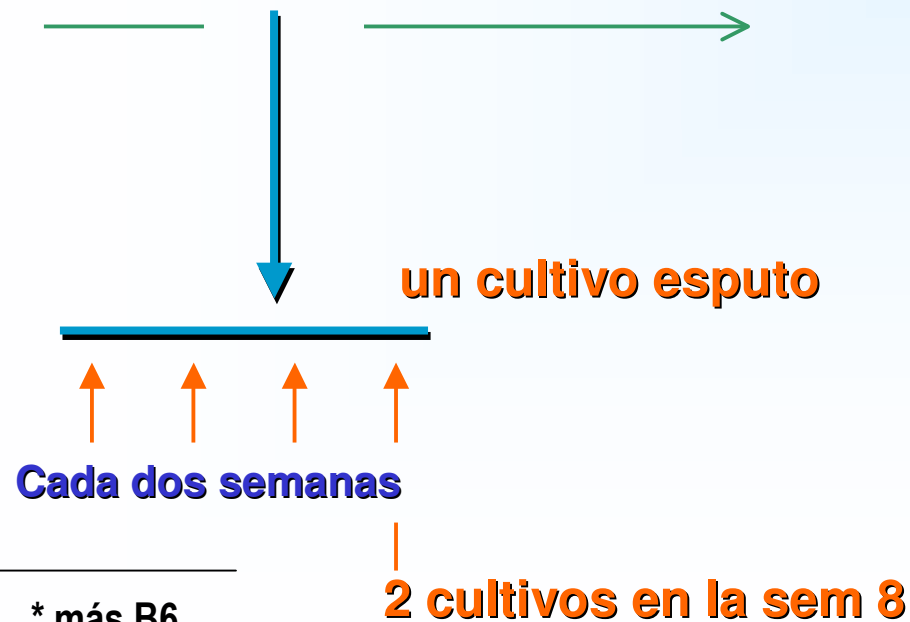 un cultivo esputo
Cada dos semanas
2 cultivos en la sem 8
* más B6